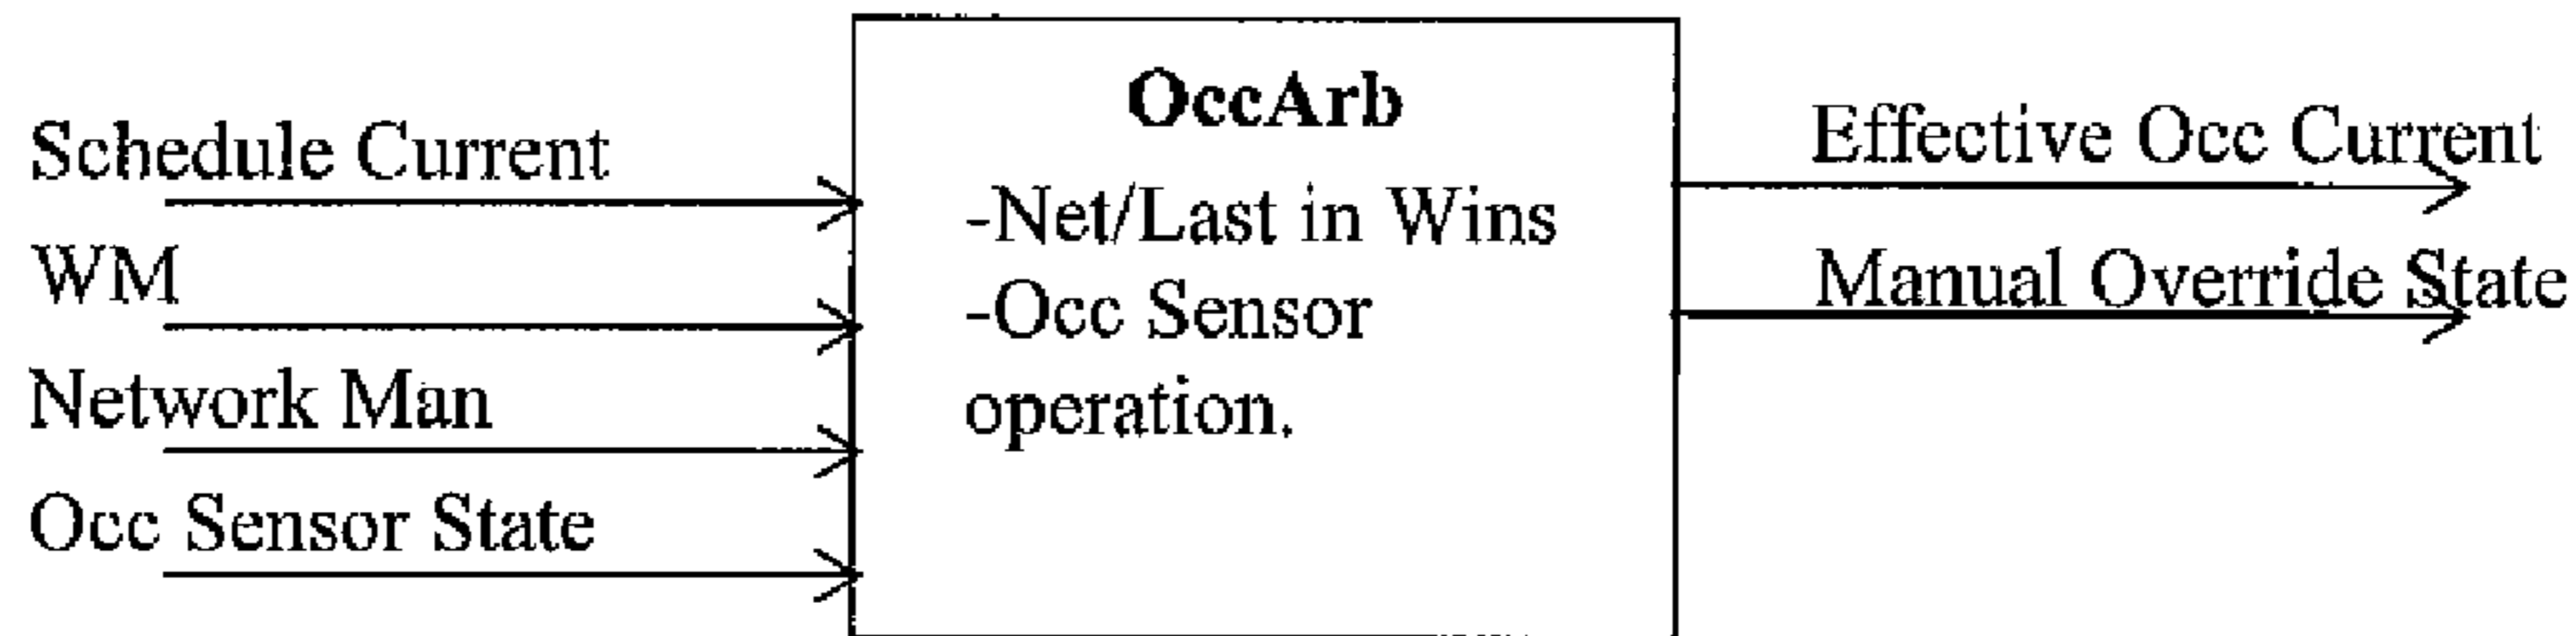 Schedule Current
WM
Network Man
Occ Sensor State
OccArb
-Net/Last in Wins
-Occ Sensor
operation.
Effective Occ Current
Manual Override State